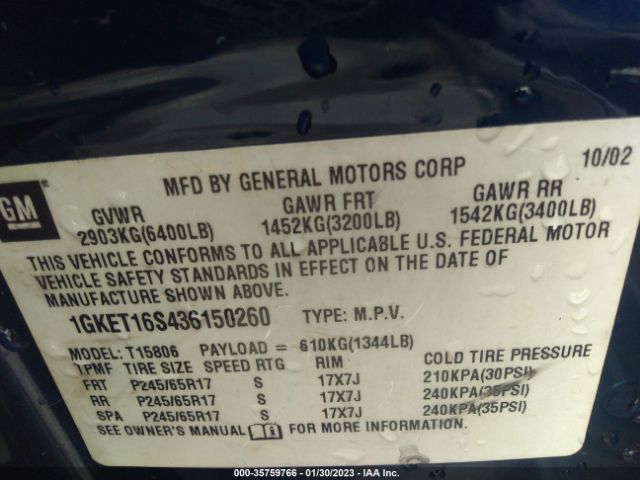 10/02
MFD BY GENERAL MOTORS CORP
GM
GVWR GAWR FRT GAWR RR
2903KG(6400LB) 1452KG(3200LB) 1542KG(3400LB)
THIS VEHICLE CONFORMS TO ALL APPLICABLE U.S. FEDERAL MOTOR
VEHICLE SAFETY STANDARDS IN EFFECT ON THE DATE OF
MANUFACTURE SHOWN ABOVE.
1GKET16S436150260 TYPE: M.P.V.
MODEL: T15806 PAYLOAD = 610KG(1344LB)
TPMF TIRE SIZE SPEED RTG RIM COLD TIRE PRESSURE
FRT P245/65R17 S 17X7J 210KPA(30PSI)
RR P245/65R17 S 17X7J 240KPA(35PSI)
SPA P245/65R17 S 17X7J 240KPA(35PSI)
SEE OWNER'S MANUAL FOR MORE INFORMATION.
000-35759766 - 01/30/2023 - IAA Inc.